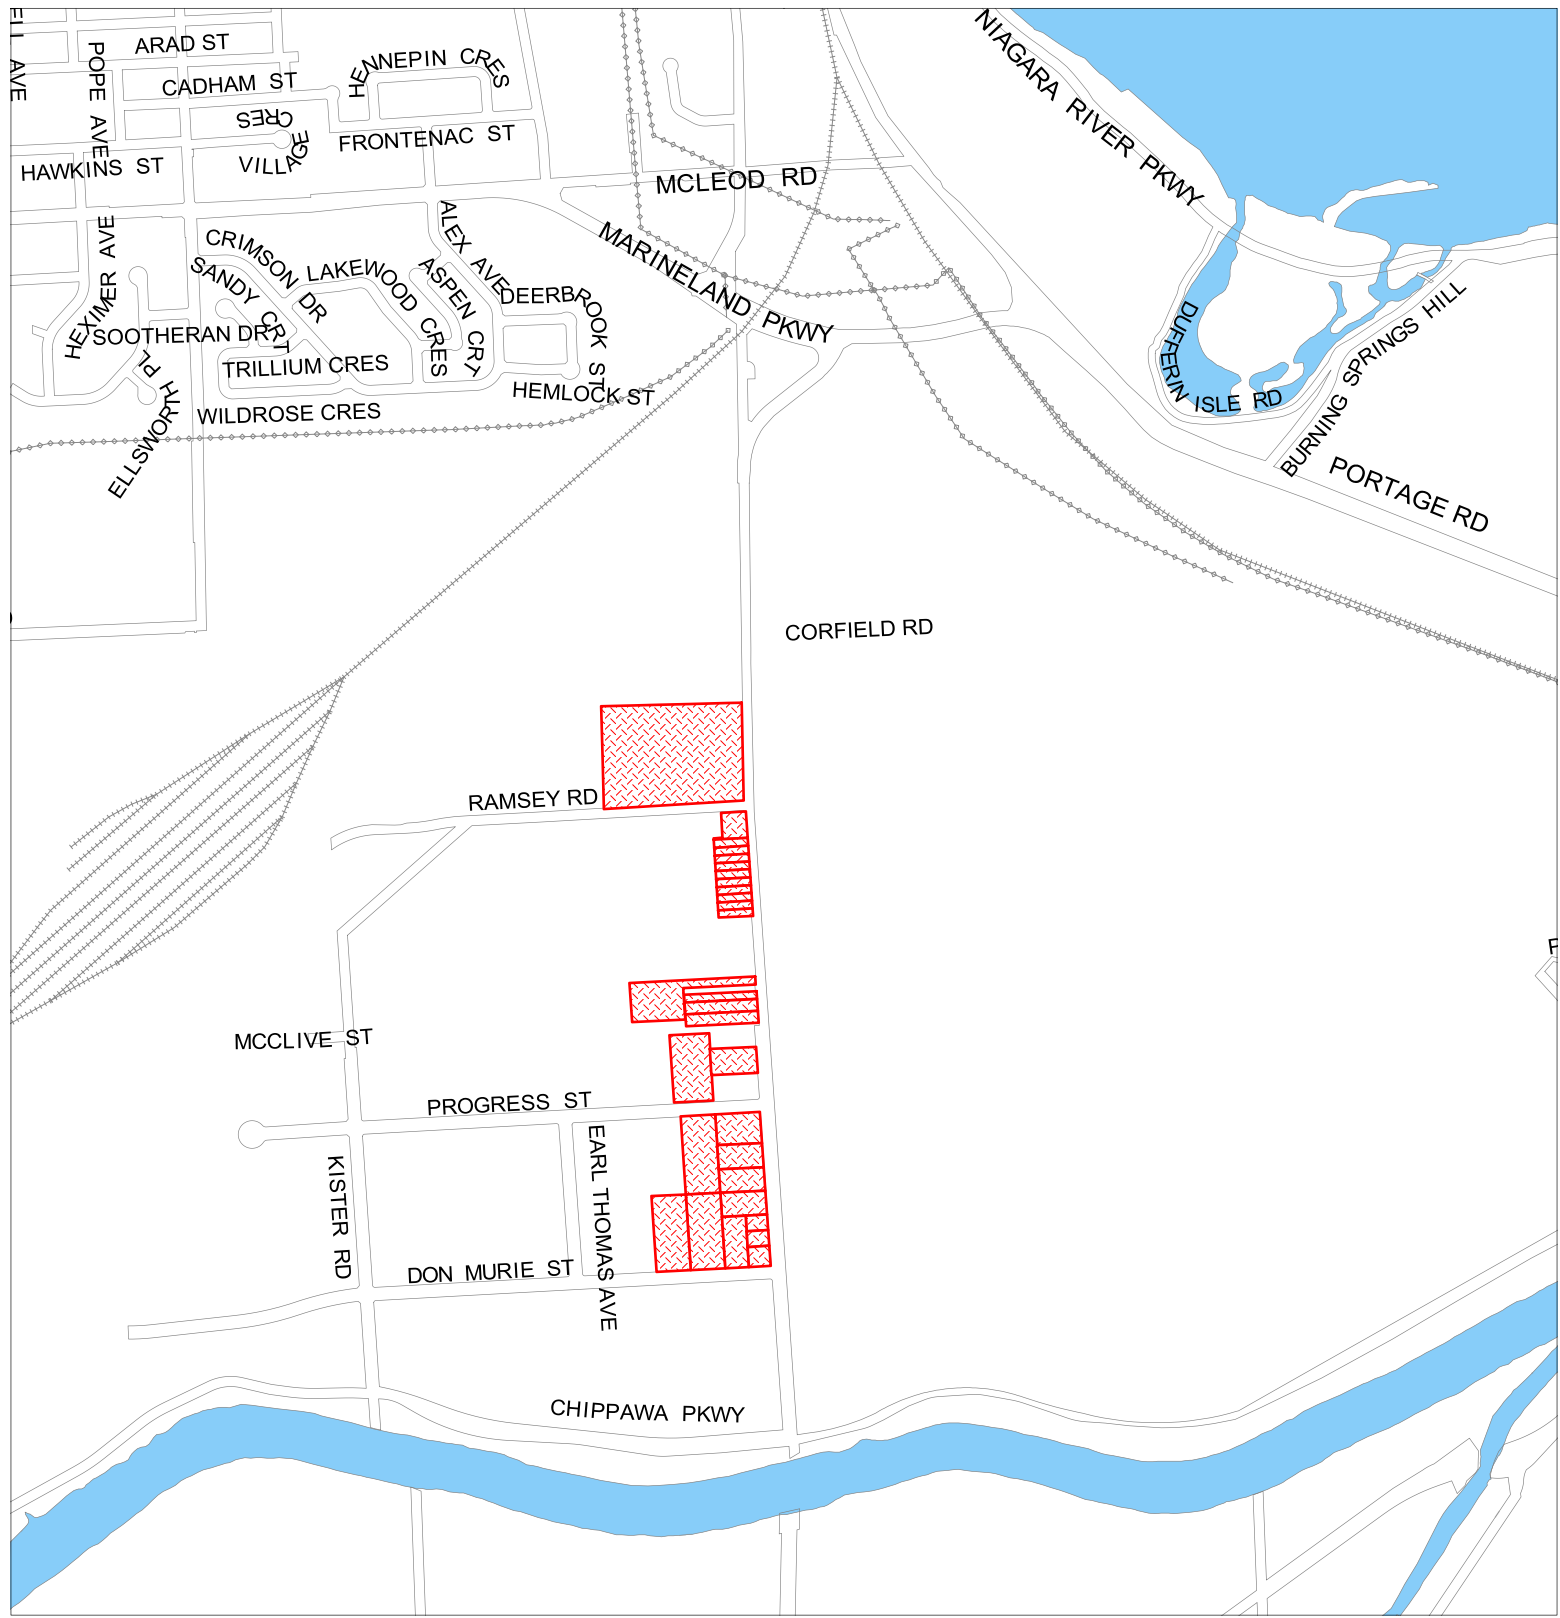 ARAD ST
POPE AVE
CADHAM ST
HENNEPIN CRES
VILLAGE CRES
FRONTENAC ST
HAWKINS ST
NIAGARA RIVER PKWY
MCLEOD RD
MARINELAND PKWY
HEXIMER AVE
CRIMSON DR
SANDY CRT
LAKEWOOD CRES
ALEX AVE
ASPEN CRT
DEERBROOK ST
SOOTHERAN DR
TRILLIUM CRES
HEMLOCK ST
WILDROSE CRES
ELLSWORTH PL
DUFFERIN ISLE RD
BURNING SPRINGS HILL
PORTAGE RD
CORFIELD RD
RAMSEY RD
MCCLIVE ST
PROGRESS ST
KISTER RD
EARL THOMAS AVE
DON MURIE ST
CHIPPAWA PKWY